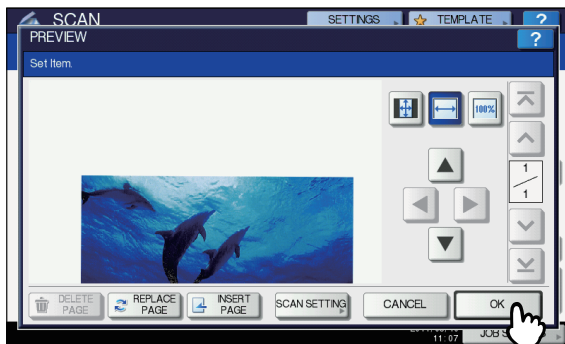 SCAN
SETTINGS
TEMPLATE
?
PREVIEW
?
Set Item.
100%
1
1
DELETE PAGE
REPLACE PAGE
INSERT PAGE
SCAN SETTING
CANCEL
OK
11:07
JOB